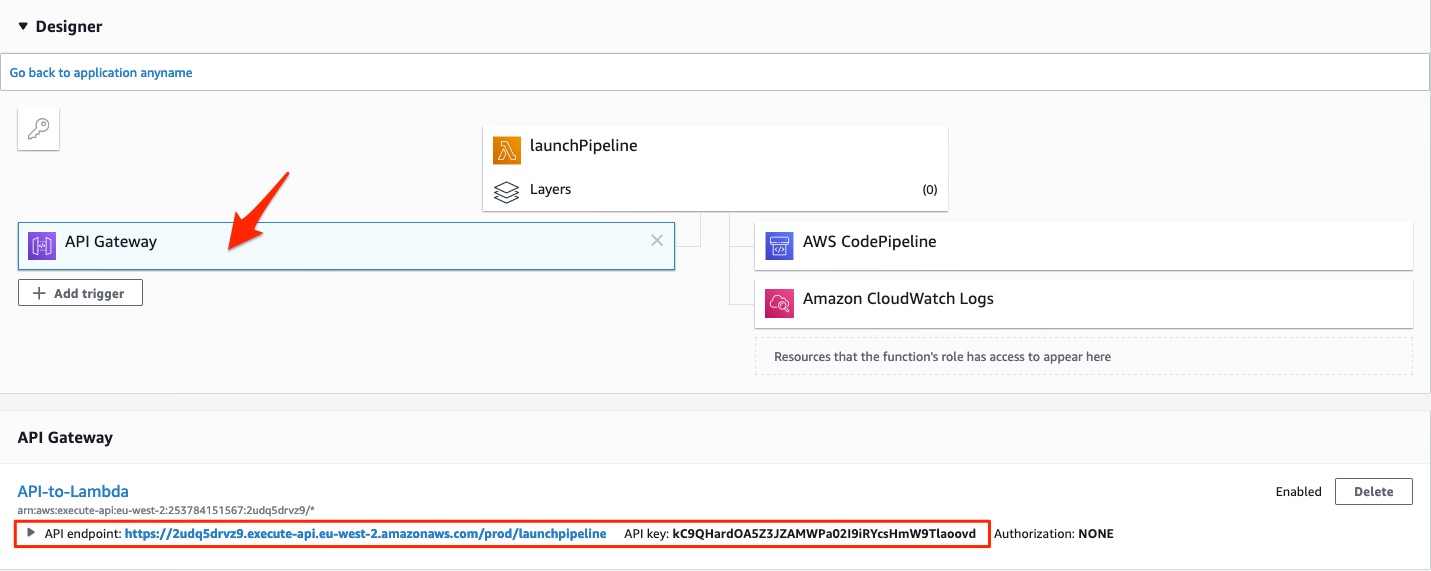 Designer
Go back to application anyname
launchPipeline
Layers (0)
API Gateway
AWS CodePipeline
Add trigger
Amazon CloudWatch Logs
Resources that the function's role has access to appear here
API Gateway
API-to-Lambda Enabled Delete
arn:aws:execute-api:eu-west-2:253784151567:2udq5drvz9/*
API endpoint: https://2udq5drvz9.execute-api.eu-west-2.amazonaws.com/prod/launchpipeline API key: kC9QHardOA5Z3JZAMWPa02I9iRYcsHmW9Tlaoovd Authorization: NONE